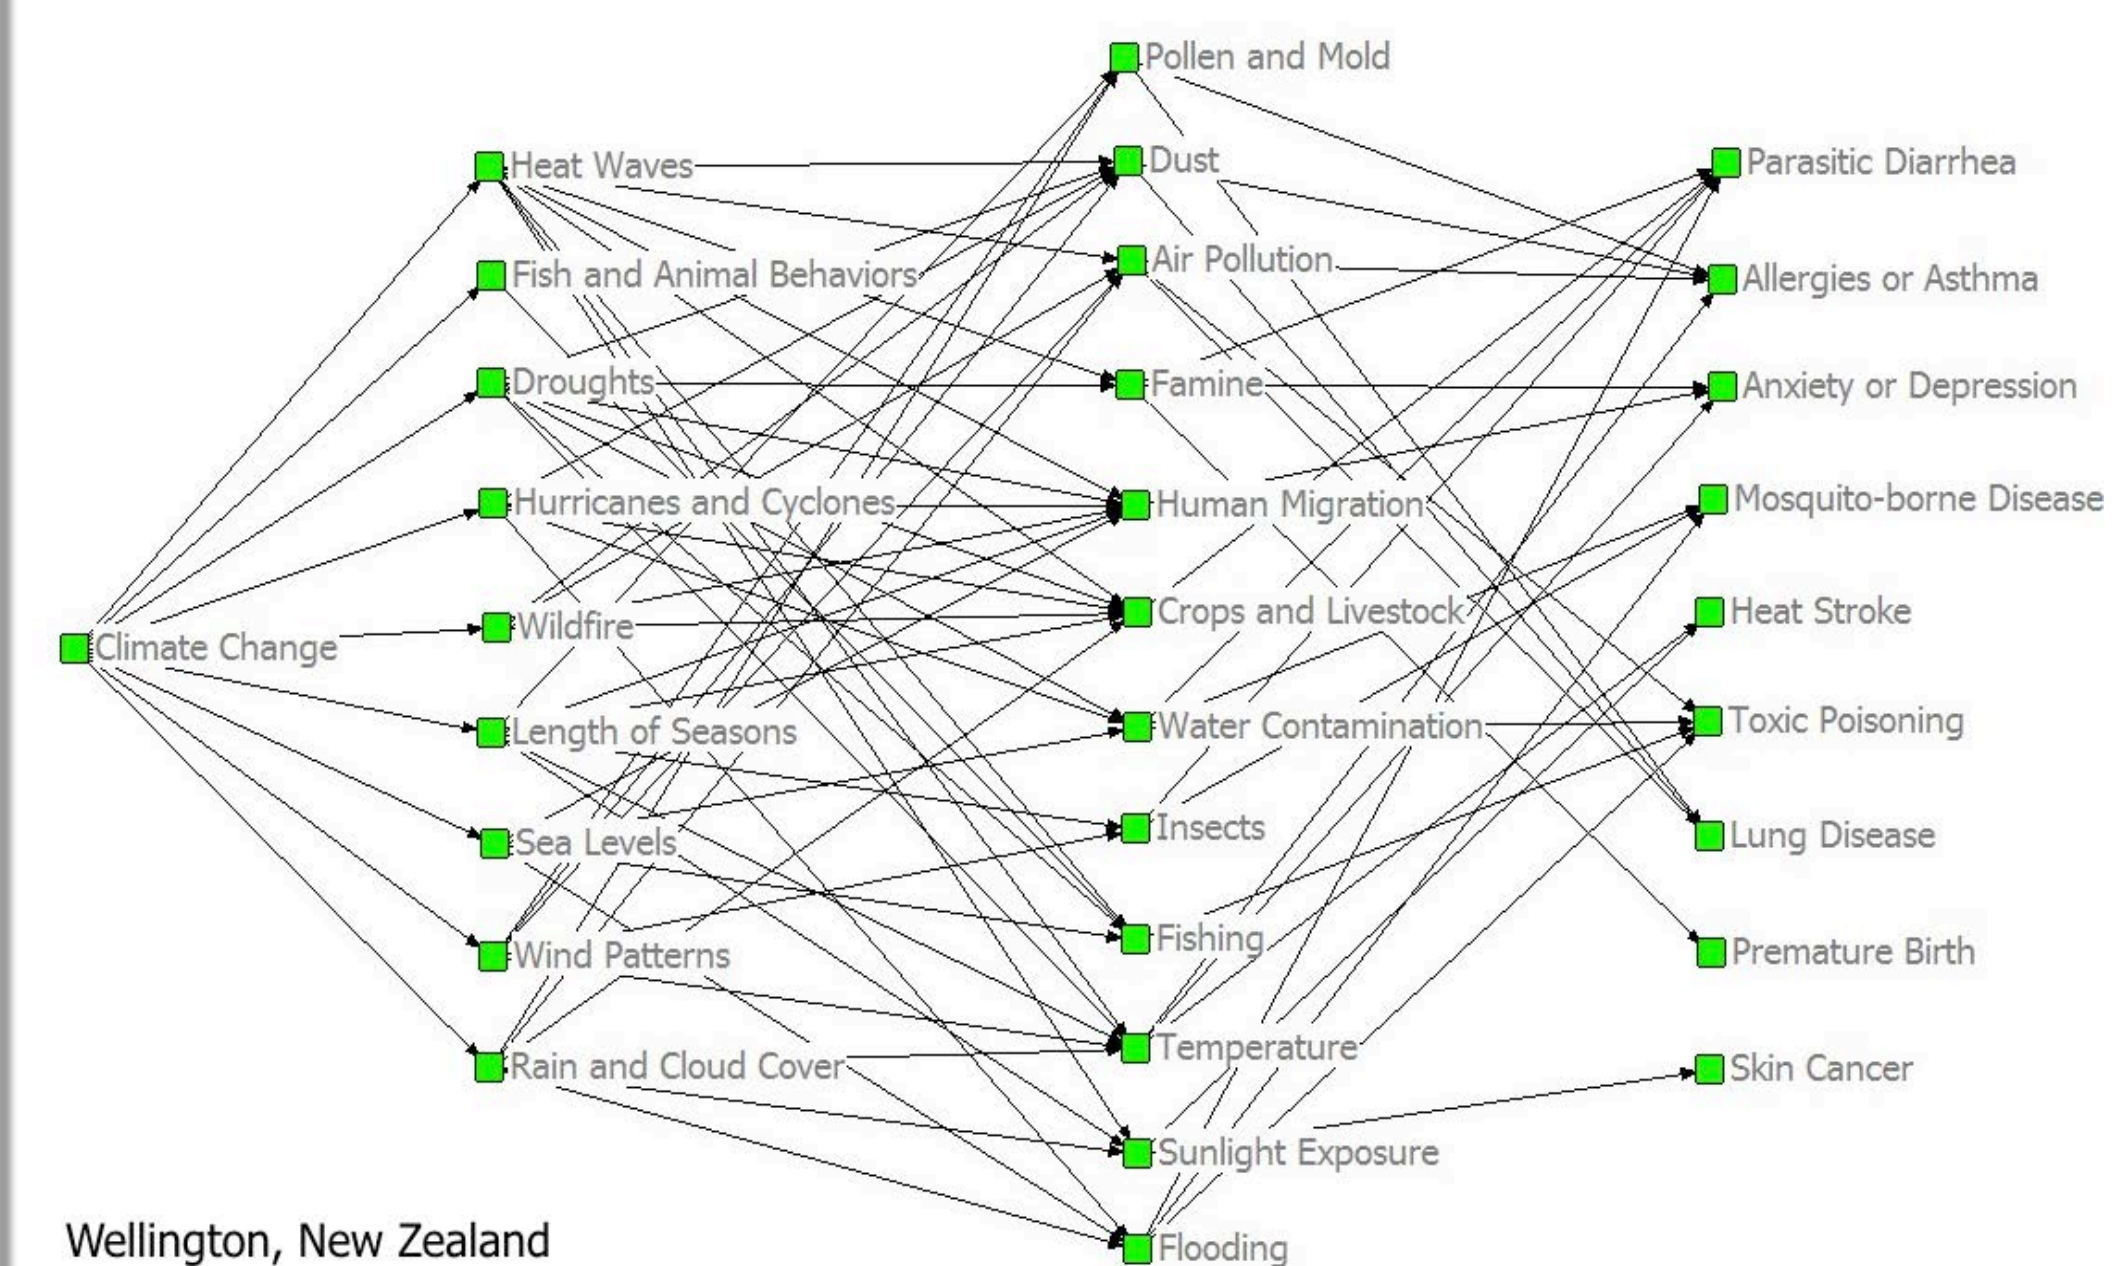 Climate Change
Heat Waves
Fish and Animal Behaviors
Droughts
Hurricanes and Cyclones
Wildfire
Length of Seasons
Sea Levels
Wind Patterns
Rain and Cloud Cover
Pollen and Mold
Dust
Air Pollution
Famine
Human Migration
Crops and Livestock
Water Contamination
Insects
Fishing
Temperature
Sunlight Exposure
Flooding
Parasitic Diarrhea
Allergies or Asthma
Anxiety or Depression
Mosquito-borne Disease
Heat Stroke
Toxic Poisoning
Lung Disease
Premature Birth
Skin Cancer
Wellington, New Zealand